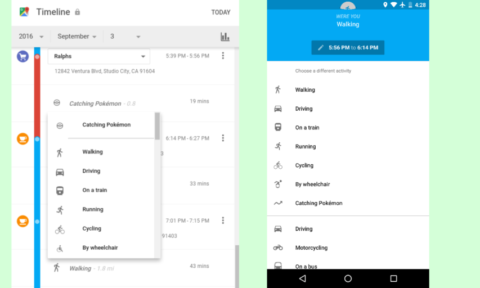 Timeline
TODAY
2016
September
3
Ralphs
5:39 PM - 5:56 PM
12842 Ventura Blvd, Studio City, CA 91604
Catching Pokémon - 0.8
19 mins
Catching Pokémon
6:14 PM - 6:27 PM
Walking
Driving
33 mins
On a train
Running
7:01 PM - 7:15 PM
Cycling
91403
By wheelchair
Walking - 1.8 mi
43 mins
4:28
WERE YOU
Walking
5:56 PM to 6:14 PM
Choose a different activity
Walking
Driving
On a train
Running
Cycling
By wheelchair
Catching Pokémon
Driving
Motorcycling
On a bus